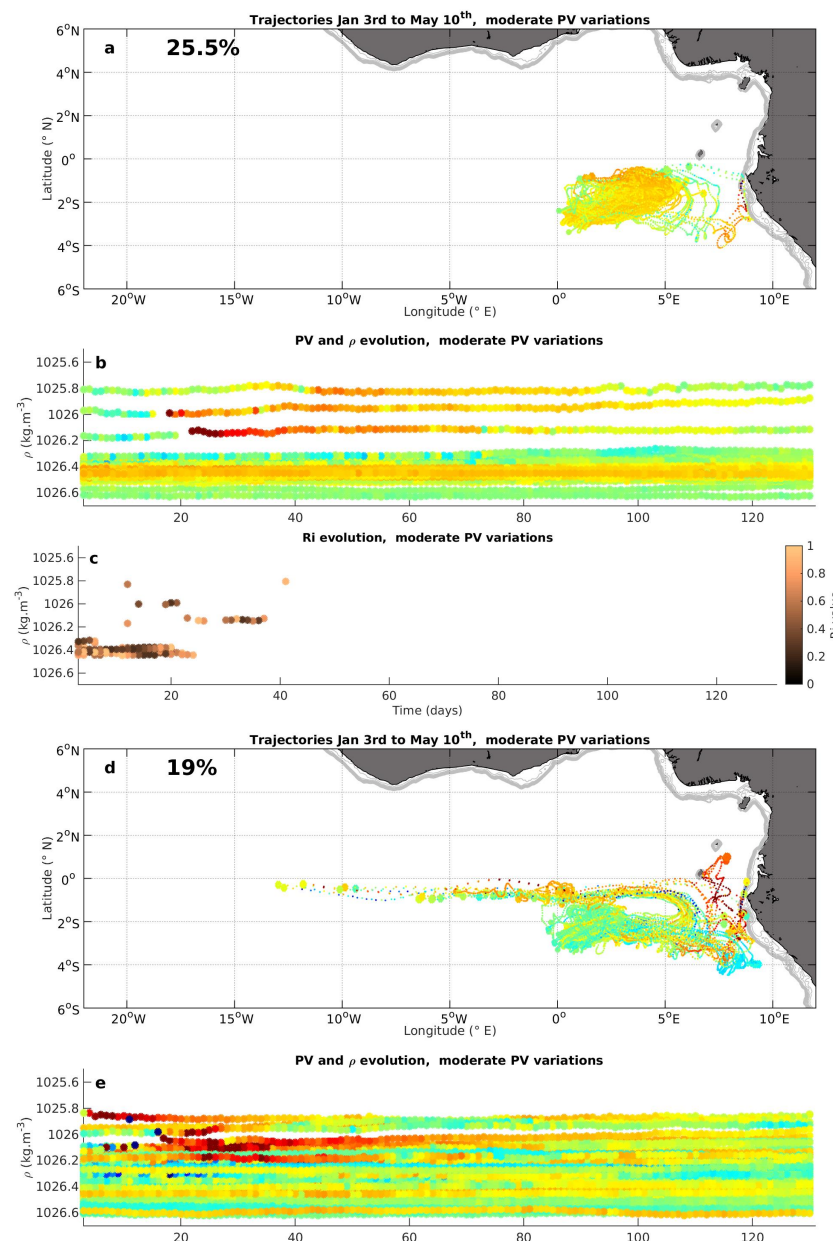 Trajectories Jan 3rd to May 10th, moderate PV variations
a 25.5%
6°N
4°N
2°N
0°
2°S
4°S
6°S
Latitude (° N)
20°W 15°W 10°W 5°W 0° 5°E 10°E
Longitude (° E)
PV and ρ evolution, moderate PV variations
b
1025.6
1025.8
1026
1026.2
1026.4
1026.6
ρ (kg.m-3)
20 40 60 80 100 120
Ri evolution, moderate PV variations
c
1025.6
1025.8
1026
1026.2
1026.4
1026.6
ρ (kg.m-3)
20 40 60 80 100 120
Time (days)
1
0.8
0.6
0.4
0.2
0
Trajectories Jan 3rd to May 10th, moderate PV variations
d 19%
6°N
4°N
2°N
0°
2°S
4°S
6°S
Latitude (° N)
20°W 15°W 10°W 5°W 0° 5°E 10°E
Longitude (° E)
PV and ρ evolution, moderate PV variations
e
1025.6
1025.8
1026
1026.2
1026.4
1026.6
ρ (kg.m-3)
20 40 60 80 100 120